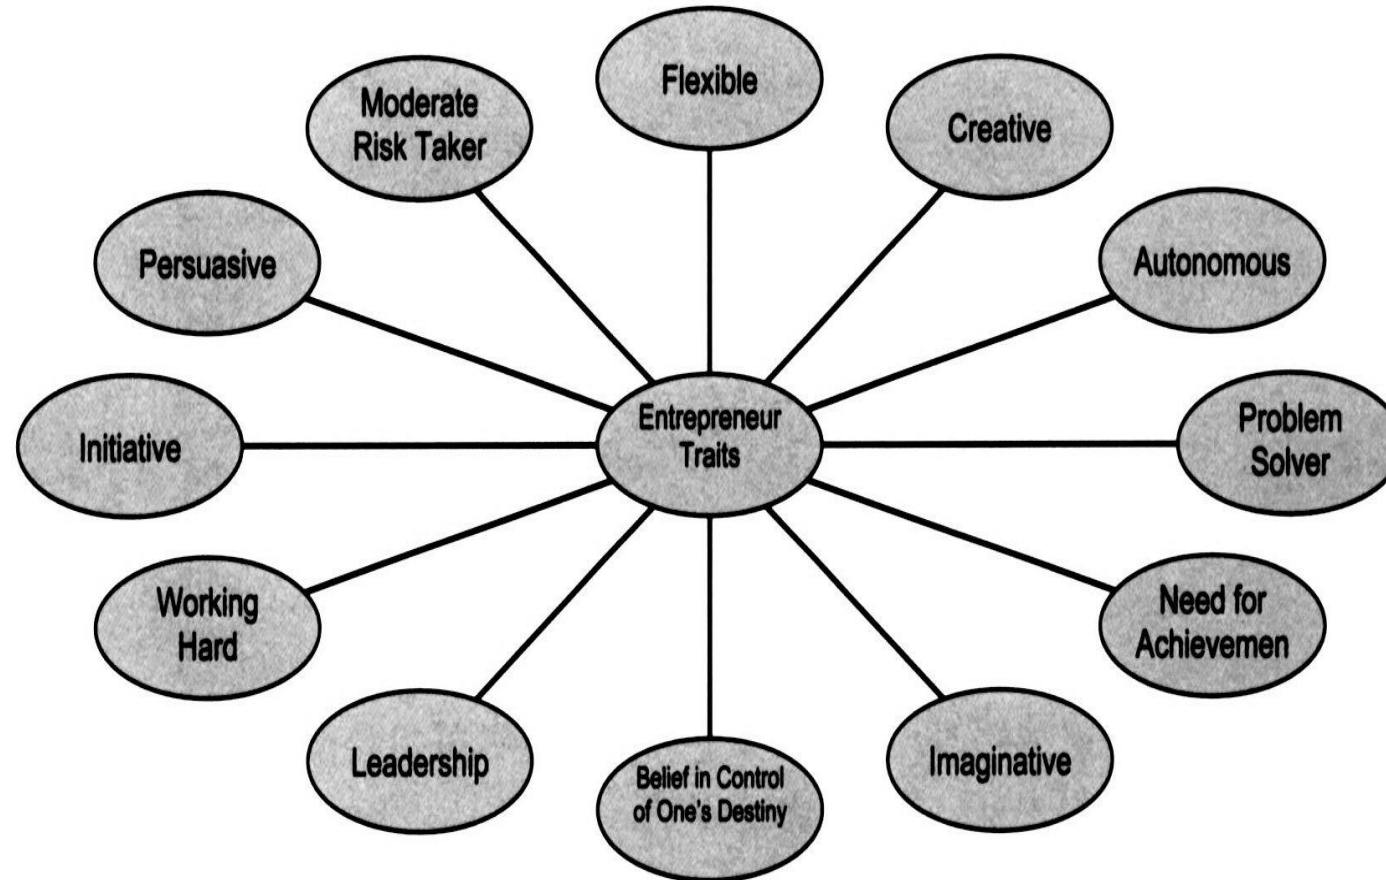 Flexible
Moderate
Risk Taker
Creative
Persuasive
Autonomous
Entrepreneur
Traits
Initiative
Problem
Solver
Working
Hard
Need for
Achievemen
Leadership
Belief in Control
of One's Destiny
Imaginative